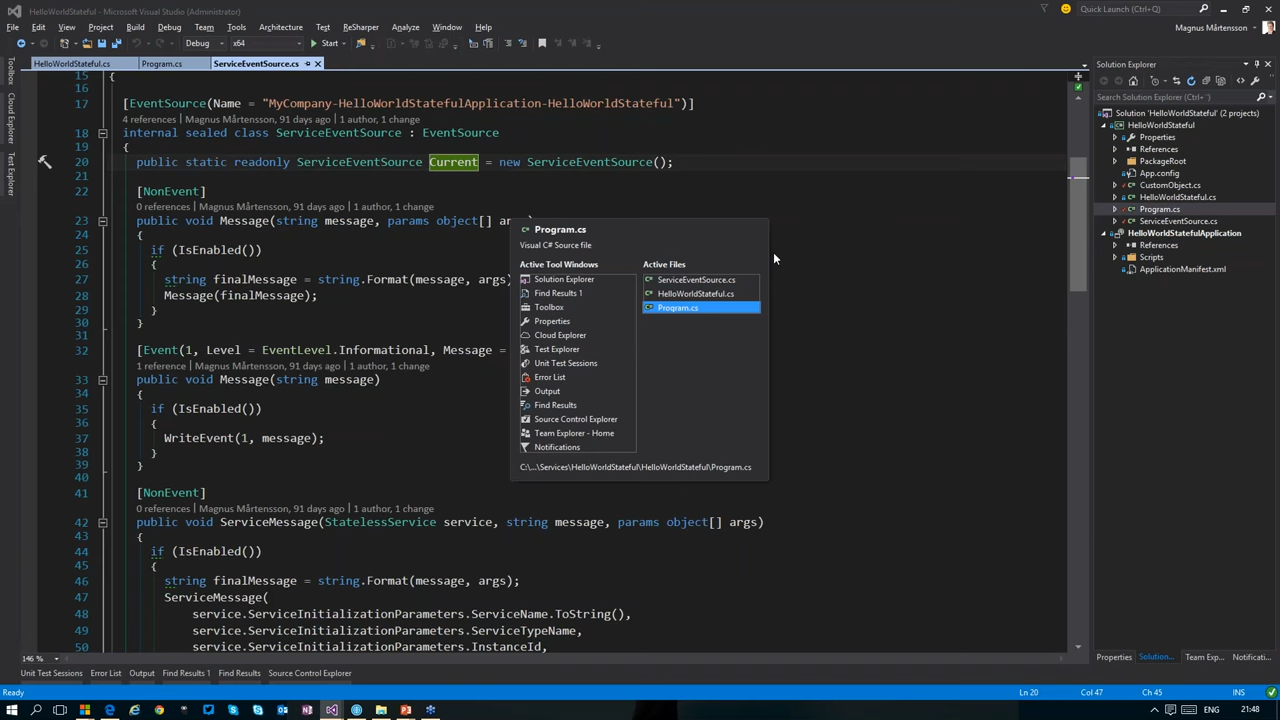 HelloWorldStateful - Microsoft Visual Studio (Administrator)
Quick Launch (Ctrl+Q)
File Edit View Project Build Debug Team Tools Architecture Test ReSharper Analyze Window Help
Magnus Mårtensson
Debug x64 Start
HelloWorldStateful.cs Program.cs ServiceEventSource.cs
Toolbox
Cloud Explorer
Test Explorer
15 {
16
17 [EventSource(Name = "MyCompany-HelloWorldStatefulApplication-HelloWorldStateful")]
4 references | Magnus Mårtensson, 91 days ago | 1 author, 1 change
18 internal sealed class ServiceEventSource : EventSource
19 {
20 public static readonly ServiceEventSource Current = new ServiceEventSource();
21
22 [NonEvent]
0 references | Magnus Mårtensson, 91 days ago | 1 author, 1 change
23 public void Message(string message, params object[] args)
24 {
25 if (IsEnabled())
26 {
27 string finalMessage = string.Format(message, args)
28 Message(finalMessage);
29 }
30 }
31
32 [Event(1, Level = EventLevel.Informational, Message =
1 reference | Magnus Mårtensson, 91 days ago | 1 author, 1 change
33 public void Message(string message)
34 {
35 if (IsEnabled())
36 {
37 WriteEvent(1, message);
38 }
39 }
40
41 [NonEvent]
0 references | Magnus Mårtensson, 91 days ago | 1 author, 1 change
42 public void ServiceMessage(StatelessService service, string message, params object[] args)
43 {
44 if (IsEnabled())
45 {
46 string finalMessage = string.Format(message, args);
47 ServiceMessage(
48 service.ServiceInitializationParameters.ServiceName.ToString(),
49 service.ServiceInitializationParameters.ServiceTypeName,
50 service.ServiceInitializationParameters.InstanceId,
Program.cs
Visual C# Source file
Active Tool Windows
Solution Explorer
Find Results 1
Toolbox
Properties
Cloud Explorer
Test Explorer
Unit Test Sessions
Error List
Output
Find Results
Source Control Explorer
Team Explorer - Home
Notifications
Active Files
ServiceEventSource.cs
HelloWorldStateful.cs
Program.cs
C:\...\Services\HelloWorldStateful\HelloWorldStateful\Program.cs
Solution Explorer
Search Solution Explorer (Ctrl+')
Solution 'HelloWorldStateful' (2 projects)
HelloWorldStateful
Properties
References
PackageRoot
App.config
CustomObject.cs
HelloWorldStateful.cs
Program.cs
ServiceEventSource.cs
HelloWorldStatefulApplication
References
Scripts
ApplicationManifest.xml
146 %
Properties Solution... Team Exp... Notificati...
Unit Test Sessions Error List Output Find Results 1 Source Control Explorer
Ready Ln 20 Col 47 Ch 45 INS
ENG 21:48